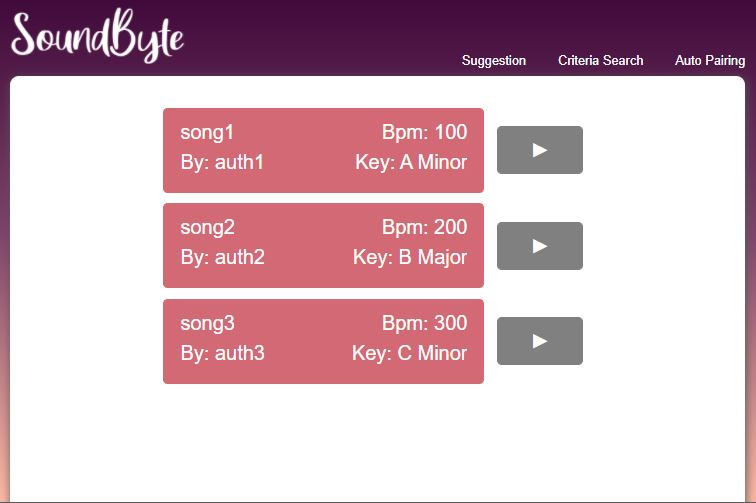 SoundByte
Suggestion Criteria Search Auto Pairing
song1 Bpm: 100
By: auth1 Key: A Minor
song2 Bpm: 200
By: auth2 Key: B Major
song3 Bpm: 300
By: auth3 Key: C Minor